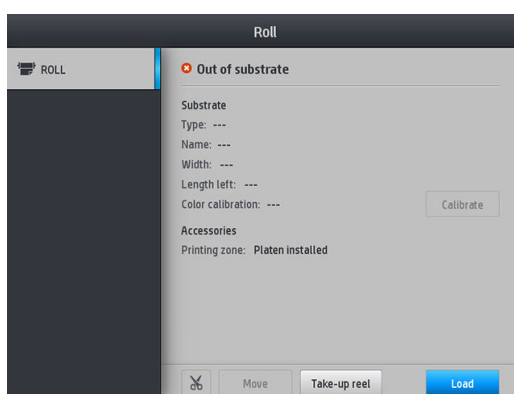 Roll
ROLL
Out of substrate
Substrate
Type: ---
Name: ---
Width: ---
Length left: ---
Color calibration: ---
Calibrate
Accessories
Printing zone: Platen installed
Move
Take-up reel
Load